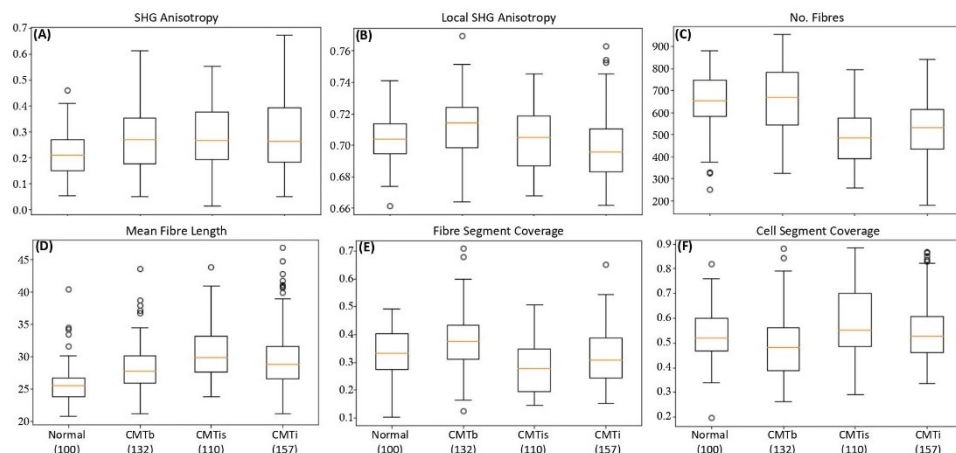 SHG Anisotropy
(A)
0.7
0.6
0.5
0.4
0.3
0.2
0.1
0.0
Local SHG Anisotropy
(B)
0.76
0.74
0.72
0.70
0.68
0.66
No. Fibres
(C)
900
800
700
600
500
400
300
200
Mean Fibre Length
(D)
45
40
35
30
25
20
Normal CMTb CMTis CMTi
(100) (132) (110) (157)
Fibre Segment Coverage
(E)
0.7
0.6
0.5
0.4
0.3
0.2
0.1
Normal CMTb CMTis CMTi
(100) (132) (110) (157)
Cell Segment Coverage
(F)
0.9
0.8
0.7
0.6
0.5
0.4
0.3
0.2
Normal CMTb CMTis CMTi
(100) (132) (110) (157)